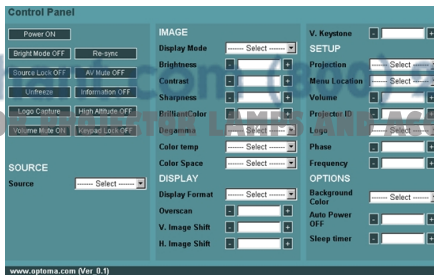 Control Panel
Power ON
Bright Mode OFF
Re-sync
Source Lock OFF
AV Mute OFF
Unfreeze
Information OFF
Logo Capture
High Altitude OFF
Volume Mute ON
Keypad Lock OFF
SOURCE
Source
------- Select -------
IMAGE
Display Mode
------- Select -------
Brightness
- +
Contrast
- +
Sharpness
- +
BrilliantColor
- +
Degamma
------- Select -------
Color temp
------- Select -------
Color Space
------- Select -------
DISPLAY
Display Format
------- Select -------
Overscan
- +
V. Image Shift
- +
H. Image Shift
- +
V. Keystone
- +
SETUP
Projection
------- Select -------
Menu Location
------- Select -------
Volume
- +
Projector ID
- +
Logo
------- Select -------
Phase
- +
Frequency
- +
OPTIONS
Background Color
------- Select -------
Auto Power OFF
- +
Sleep timer
- +
www.optoma.com (Ver_0.1)